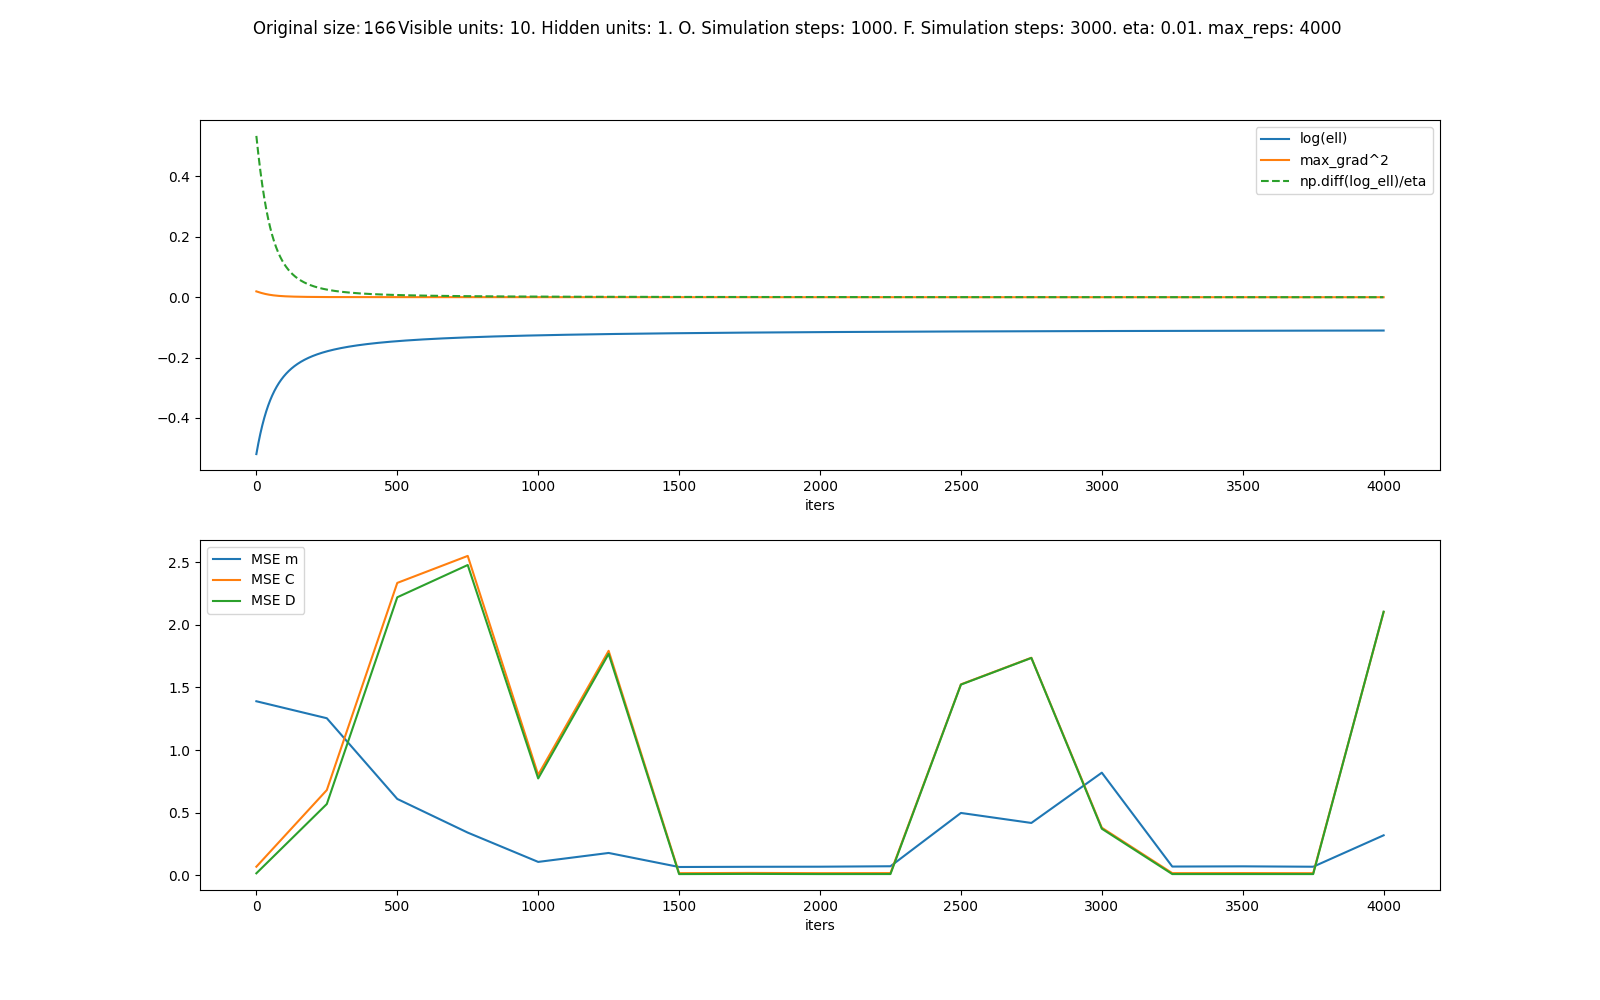 Original size: 166 Visible units: 10. Hidden units: 1. O. Simulation steps: 1000. F. Simulation steps: 3000. eta: 0.01. max_reps: 4000
log(ell)
max_grad^2
np.diff(log_ell)/eta
0.4
0.2
0.0
−0.2
−0.4
0 500 1000 1500 2000 2500 3000 3500 4000
iters
MSE m
MSE C
MSE D
2.5
2.0
1.5
1.0
0.5
0.0
0 500 1000 1500 2000 2500 3000 3500 4000
iters